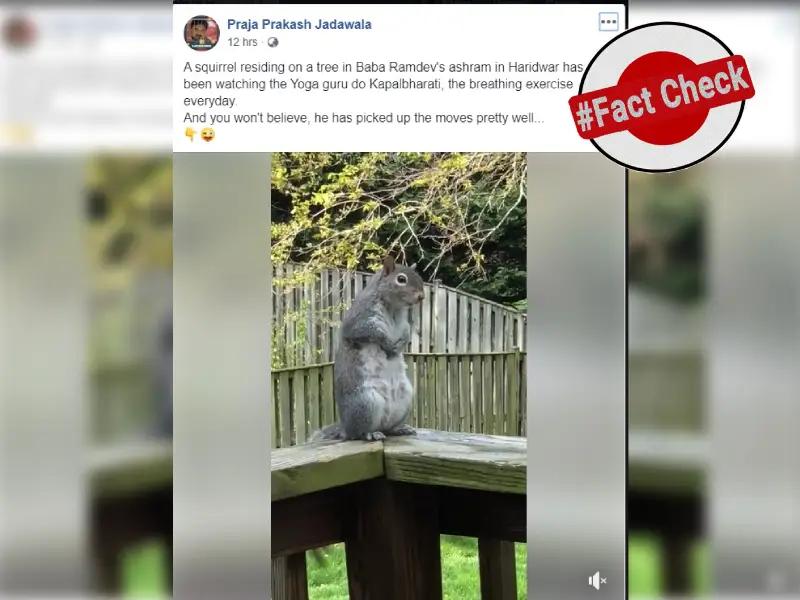 Praja Prakash Jadawala
12 hrs ·
A squirrel residing on a tree in Baba Ramdev's ashram in Haridwar has
been watching the Yoga guru do Kapalbharati, the breathing exercise
everyday.
And you won't believe, he has picked up the moves pretty well...
👇😜
#Fact Check